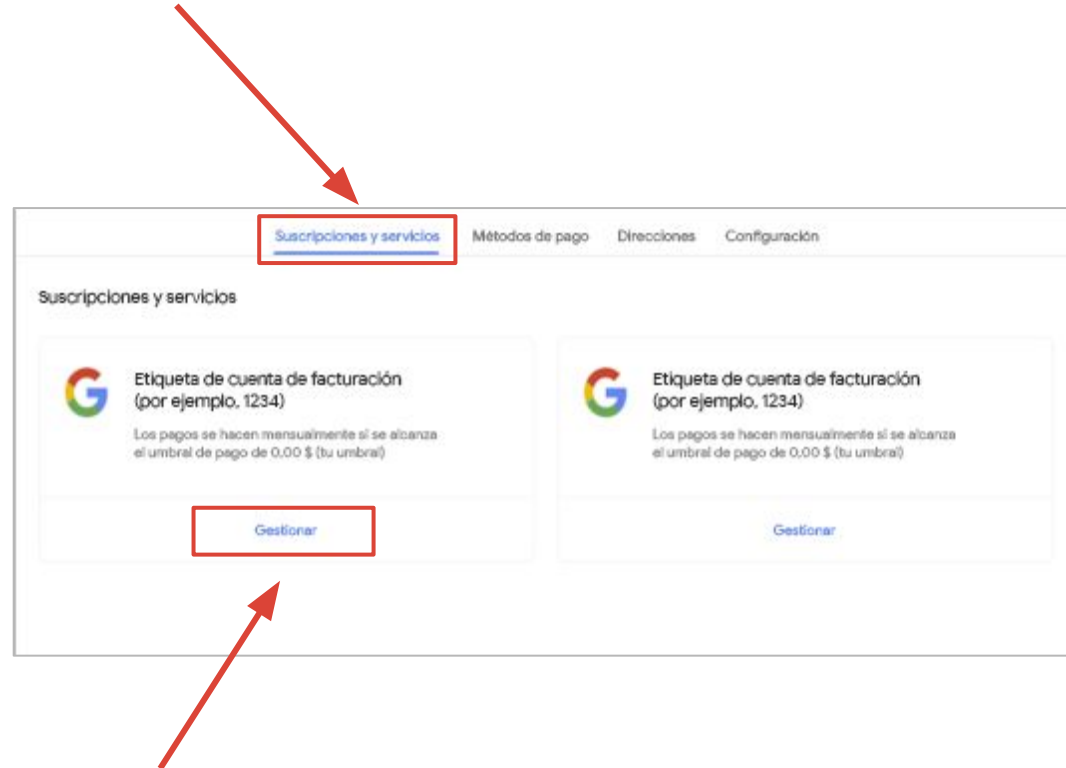 Suscripciones y servicios Métodos de pago Direcciones Configuración
Suscripciones y servicios
Etiqueta de cuenta de facturación
(por ejemplo, 1234)
Los pagos se hacen mensualmente si se alcanza
el umbral de pago de 0,00 $ (tu umbral)
Gestionar
Etiqueta de cuenta de facturación
(por ejemplo, 1234)
Los pagos se hacen mensualmente si se alcanza
el umbral de pago de 0,00 $ (tu umbral)
Gestionar